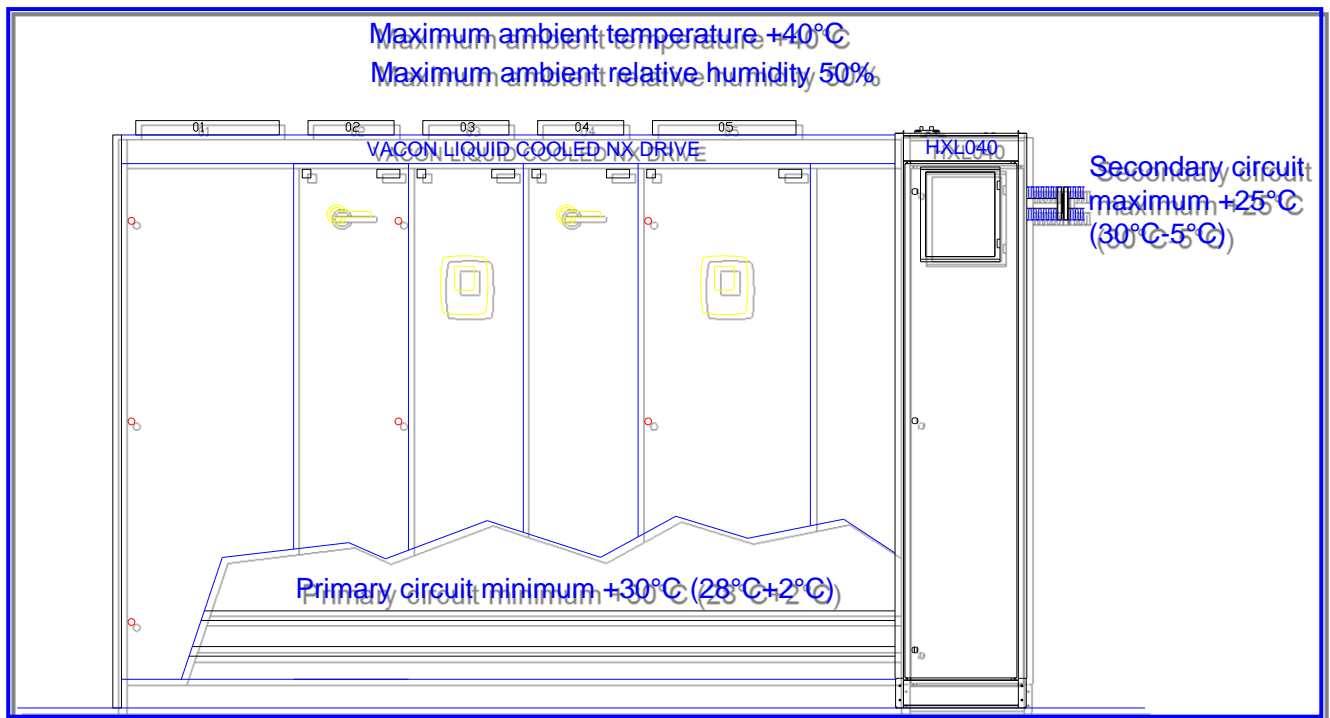 Maximum ambient temperature +40°C
Maximum ambient relative humidity 50%
01 02 03 04 05
VACON LIQUID COOLED NX DRIVE
HXL040
Secondary circuit
maximum +25°C
(30°C-5°C)
Primary circuit minimum +30°C (28°C+2°C)